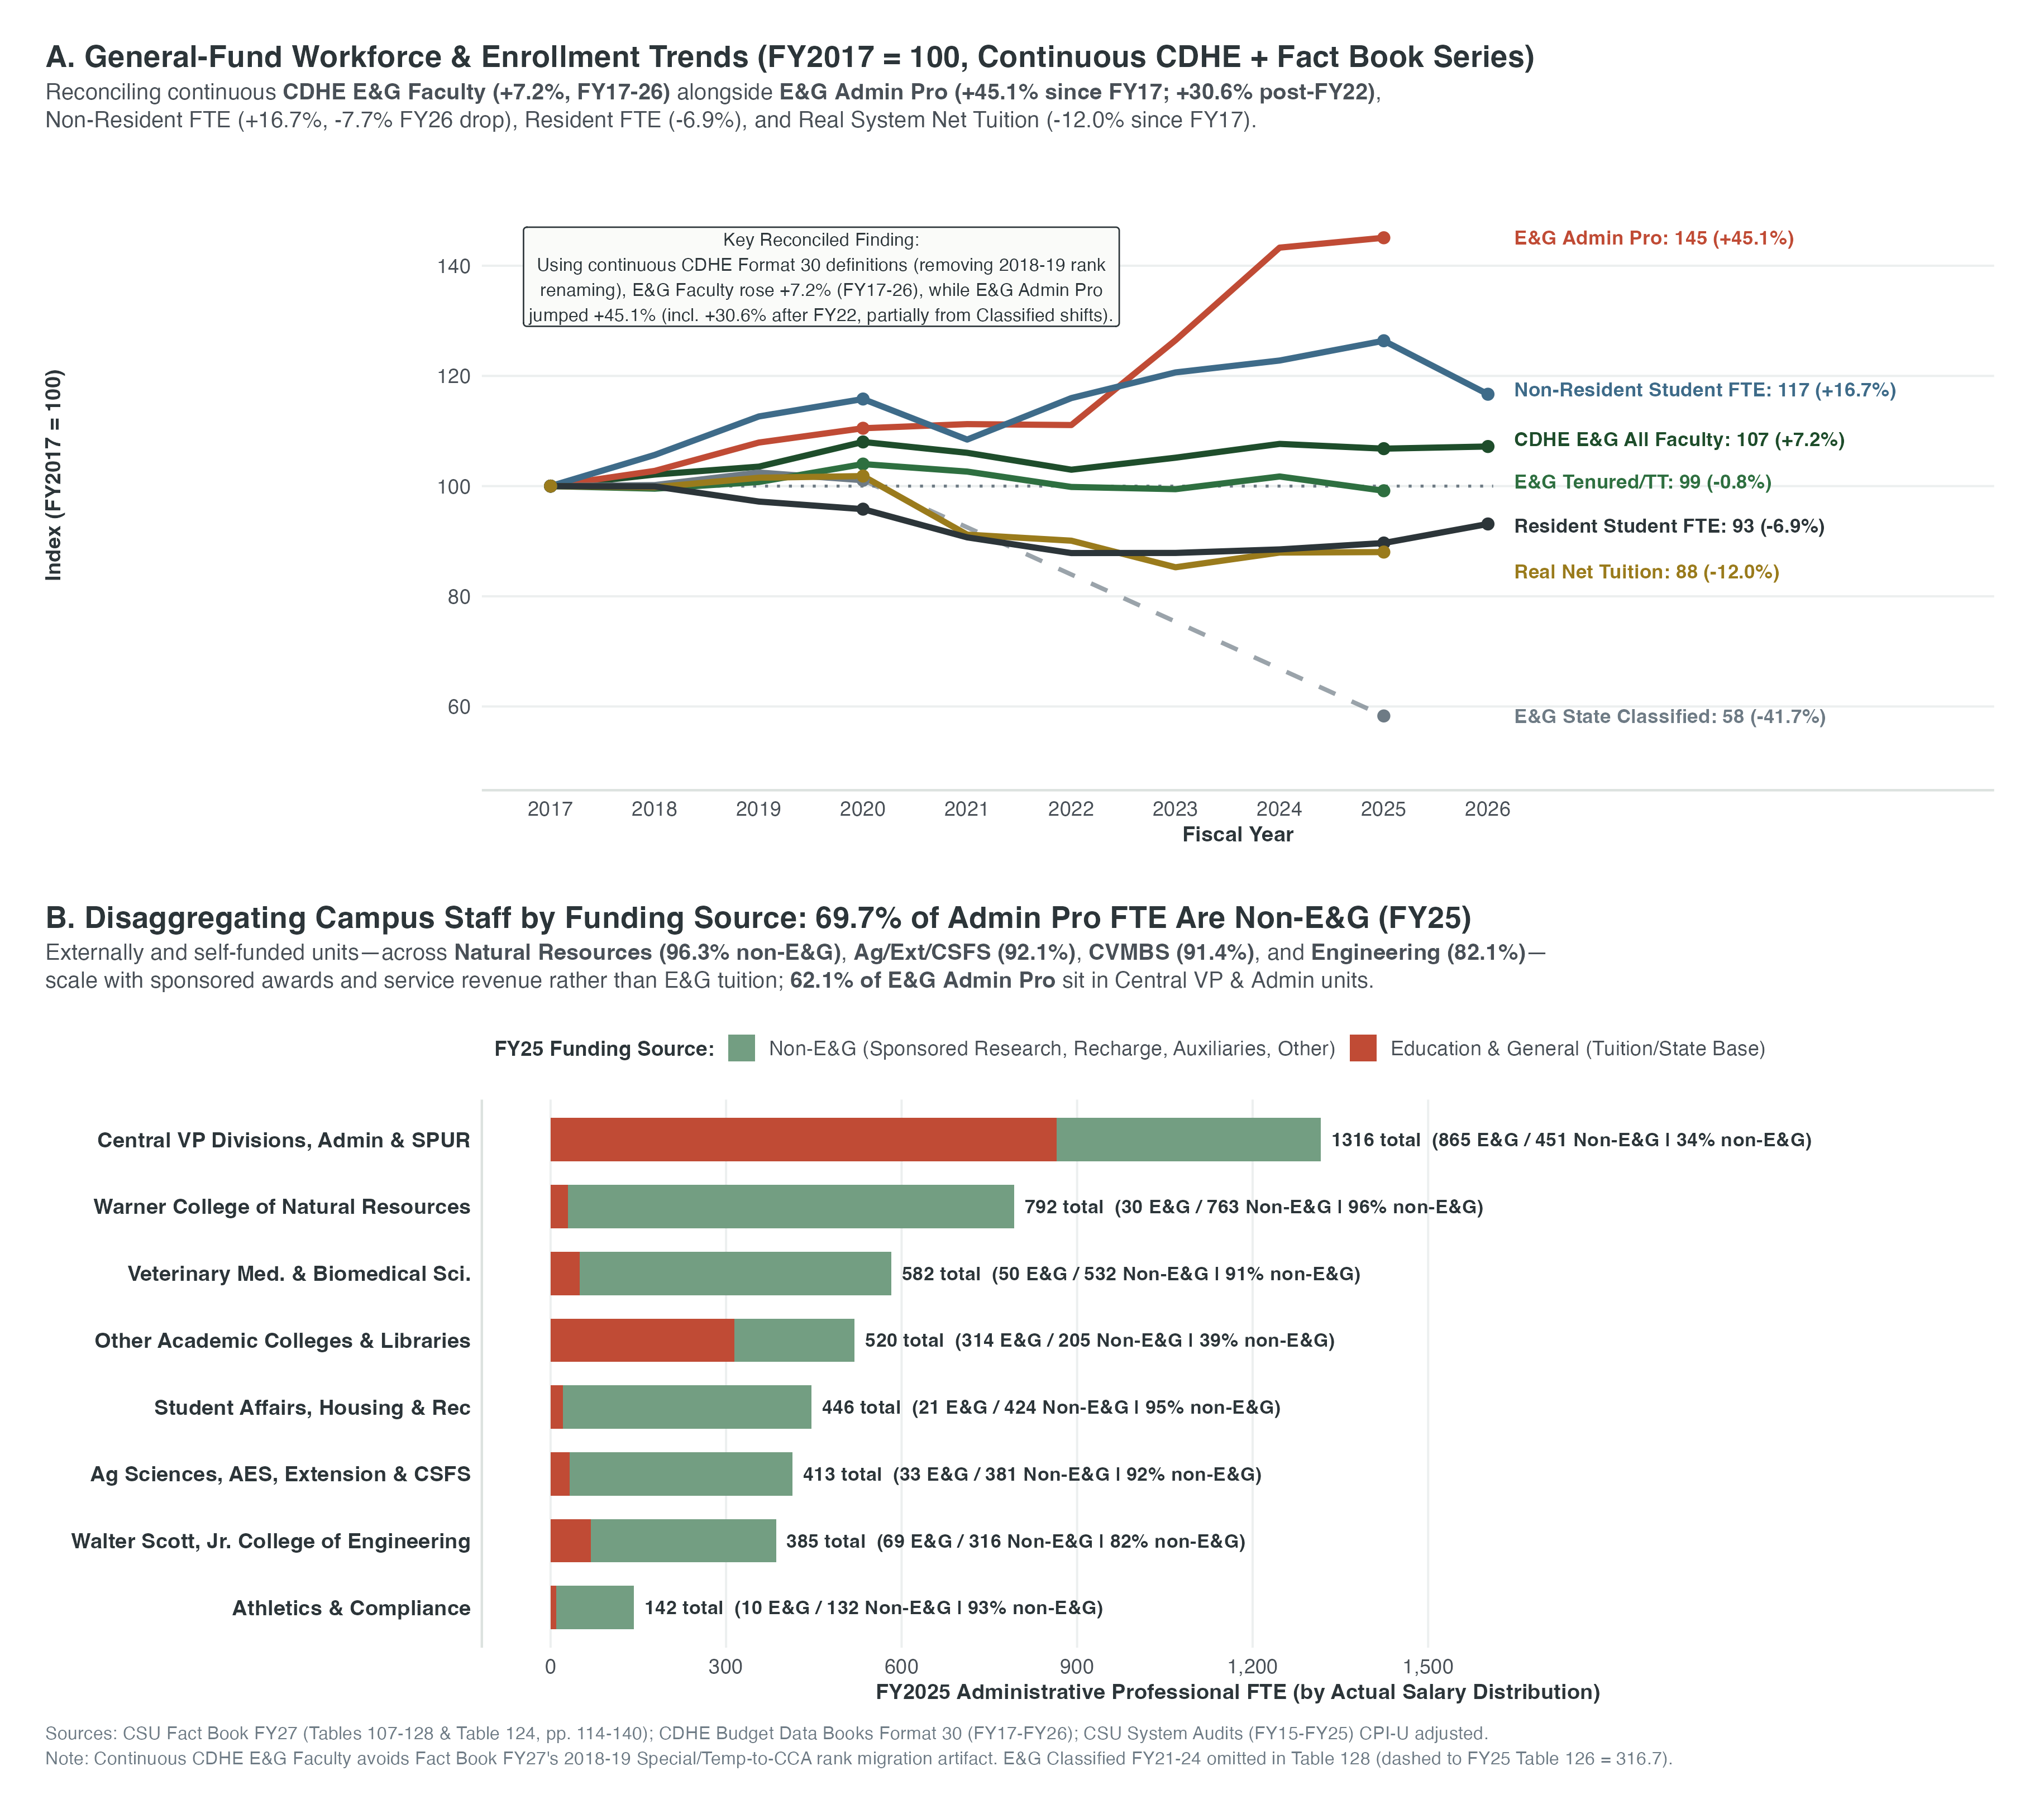 A. General-Fund Workforce & Enrollment Trends (FY2017 = 100, Continuous CDHE + Fact Book Series)
Reconciling continuous CDHE E&G Faculty (+7.2%, FY17-26) alongside E&G Admin Pro (+45.1% since FY17; +30.6% post-FY22),
Non-Resident FTE (+16.7%, -7.7% FY26 drop), Resident FTE (-6.9%), and Real System Net Tuition (-12.0% since FY17).
Key Reconciled Finding:
Using continuous CDHE Format 30 definitions (removing 2018-19 rank
renaming), E&G Faculty rose +7.2% (FY17-26), while E&G Admin Pro
jumped +45.1% (incl. +30.6% after FY22, partially from Classified shifts).
Index (FY2017 = 100)
140
120
100
80
60
E&G Admin Pro: 145 (+45.1%)
Non-Resident Student FTE: 117 (+16.7%)
CDHE E&G All Faculty: 107 (+7.2%)
E&G Tenured/TT: 99 (-0.8%)
Resident Student FTE: 93 (-6.9%)
Real Net Tuition: 88 (-12.0%)
E&G State Classified: 58 (-41.7%)
2017 2018 2019 2020 2021 2022 2023 2024 2025 2026
Fiscal Year
B. Disaggregating Campus Staff by Funding Source: 69.7% of Admin Pro FTE Are Non-E&G (FY25)
Externally and self-funded units—across Natural Resources (96.3% non-E&G), Ag/Ext/CSFS (92.1%), CVMBS (91.4%), and Engineering (82.1%)—
scale with sponsored awards and service revenue rather than E&G tuition; 62.1% of E&G Admin Pro sit in Central VP & Admin units.
FY25 Funding Source: Non-E&G (Sponsored Research, Recharge, Auxiliaries, Other) Education & General (Tuition/State Base)
Central VP Divisions, Admin & SPUR 1316 total (865 E&G / 451 Non-E&G | 34% non-E&G)
Warner College of Natural Resources 792 total (30 E&G / 763 Non-E&G | 96% non-E&G)
Veterinary Med. & Biomedical Sci. 582 total (50 E&G / 532 Non-E&G | 91% non-E&G)
Other Academic Colleges & Libraries 520 total (314 E&G / 205 Non-E&G | 39% non-E&G)
Student Affairs, Housing & Rec 446 total (21 E&G / 424 Non-E&G | 95% non-E&G)
Ag Sciences, AES, Extension & CSFS 413 total (33 E&G / 381 Non-E&G | 92% non-E&G)
Walter Scott, Jr. College of Engineering 385 total (69 E&G / 316 Non-E&G | 82% non-E&G)
Athletics & Compliance 142 total (10 E&G / 132 Non-E&G | 93% non-E&G)
0 300 600 900 1,200 1,500
FY2025 Administrative Professional FTE (by Actual Salary Distribution)
Sources: CSU Fact Book FY27 (Tables 107-128 & Table 124, pp. 114-140); CDHE Budget Data Books Format 30 (FY17-FY26); CSU System Audits (FY15-FY25) CPI-U adjusted.
Note: Continuous CDHE E&G Faculty avoids Fact Book FY27's 2018-19 Special/Temp-to-CCA rank migration artifact. E&G Classified FY21-24 omitted in Table 128 (dashed to FY25 Table 126 = 316.7).